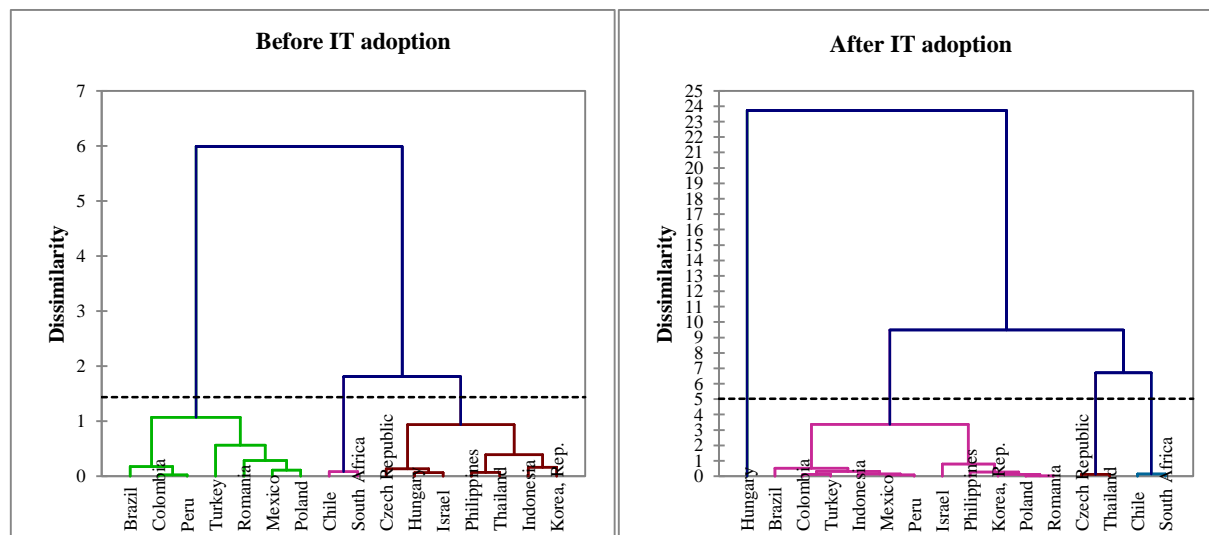 Before IT adoption
7
6
5
4
3
2
1
0
Dissimilarity
Brazil
Colombia
Peru
Turkey
Romania
Mexico
Poland
Chile
South Africa
Czech Republic
Hungary
Israel
Philippines
Thailand
Indonesia
Korea, Rep.
After IT adoption
25
24
23
22
21
20
19
18
17
16
15
14
13
12
11
10
9
8
7
6
5
4
3
2
1
0
Dissimilarity
Hungary
Brazil
Colombia
Turkey
Indonesia
Mexico
Peru
Israel
Philippines
Korea, Rep.
Poland
Romania
Czech Republic
Thailand
Chile
South Africa